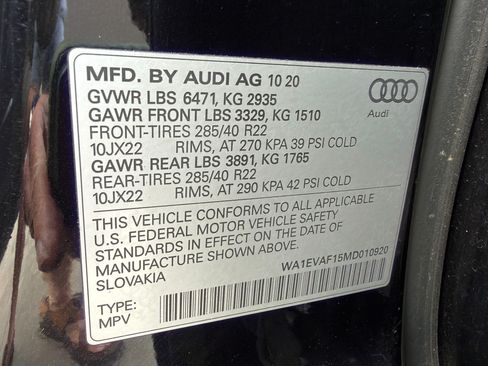 MFD. BY AUDI AG 10 20
GVWR LBS 6471, KG 2935
GAWR FRONT LBS 3329, KG 1510
FRONT-TIRES 285/40 R22
10JX22 RIMS, AT 270 KPA 39 PSI COLD
GAWR REAR LBS 3891, KG 1765
REAR-TIRES 285/40 R22
10JX22 RIMS, AT 290 KPA 42 PSI COLD
THIS VEHICLE CONFORMS TO ALL APPLICABLE
U.S. FEDERAL MOTOR VEHICLE SAFETY
STANDARDS IN EFFECT ON THE DATE OF
MANUFACTURE SHOWN ABOVE.
SLOVAKIA
WA1EVAF15MD010920
TYPE:
MPV
Audi